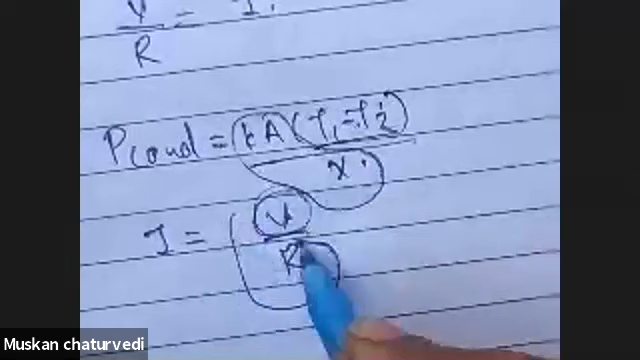 V/R = I.
Pcond = kA(T1-T2)/x.
I = V/R
Muskan chaturvedi